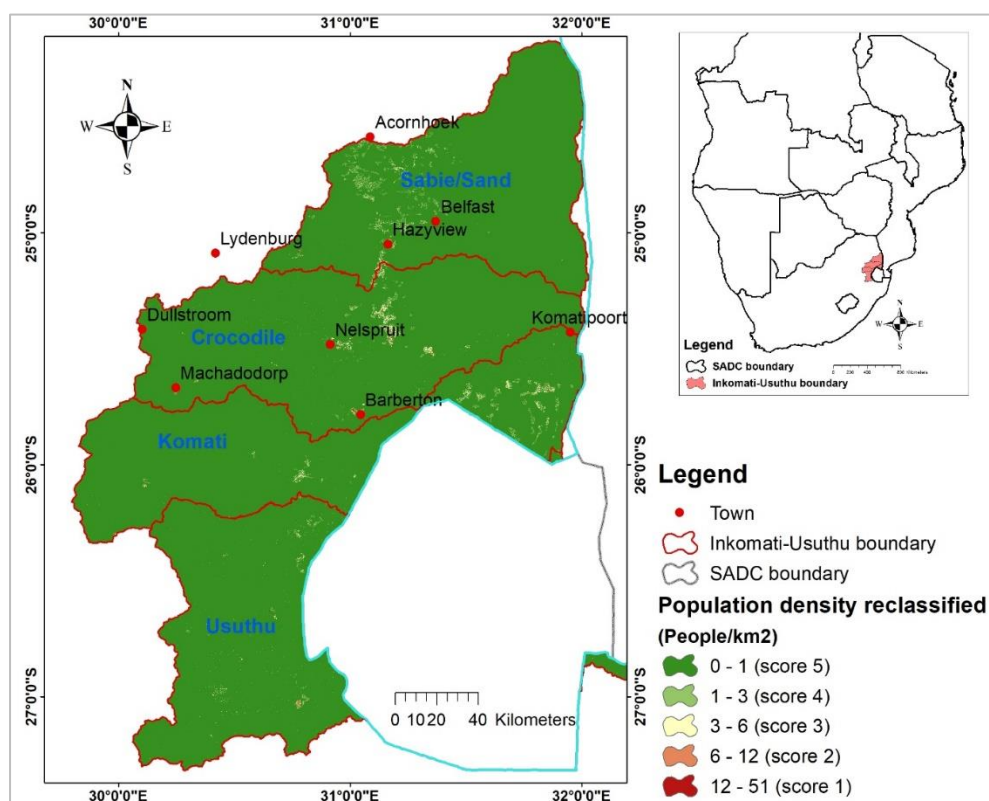 30°0'0"E
31°0'0"E
32°0'0"E
N
W
E
S
Acornhoek
Sabie/Sand
Belfast
Hazyview
Lydenburg
25°0'0"S
25°0'0"S
Dullstroom
Crocodile
Nelspruit
Komatipoort
Machadodorp
Barberton
Komati
26°0'0"S
26°0'0"S
Usuthu
27°0'0"S
27°0'0"S
0 10 20 40 Kilometers
30°0'0"E
31°0'0"E
32°0'0"E
N
W
E
S
Legend
SADC boundary
Inkomati-Usuthu boundary
Legend
Town
Inkomati-Usuthu boundary
SADC boundary
Population density reclassified
(People/km2)
0 - 1 (score 5)
1 - 3 (score 4)
3 - 6 (score 3)
6 - 12 (score 2)
12 - 51 (score 1)